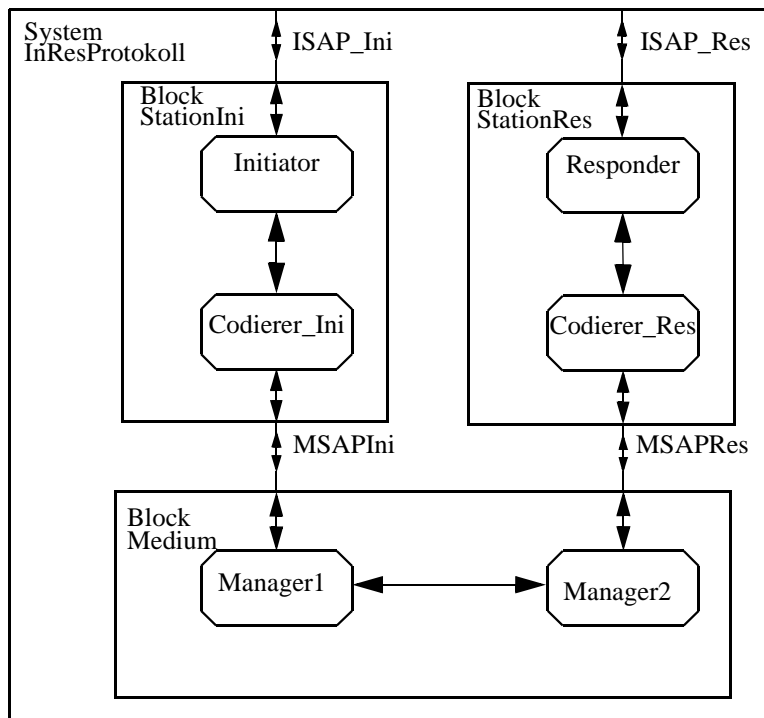 System
InResProtokoll
ISAP_Ini
ISAP_Res
Block
StationIni
Block
StationRes
Initiator
Responder
Codierer_Ini
Codierer_Res
MSAPIni
MSAPRes
Block
Medium
Manager1
Manager2